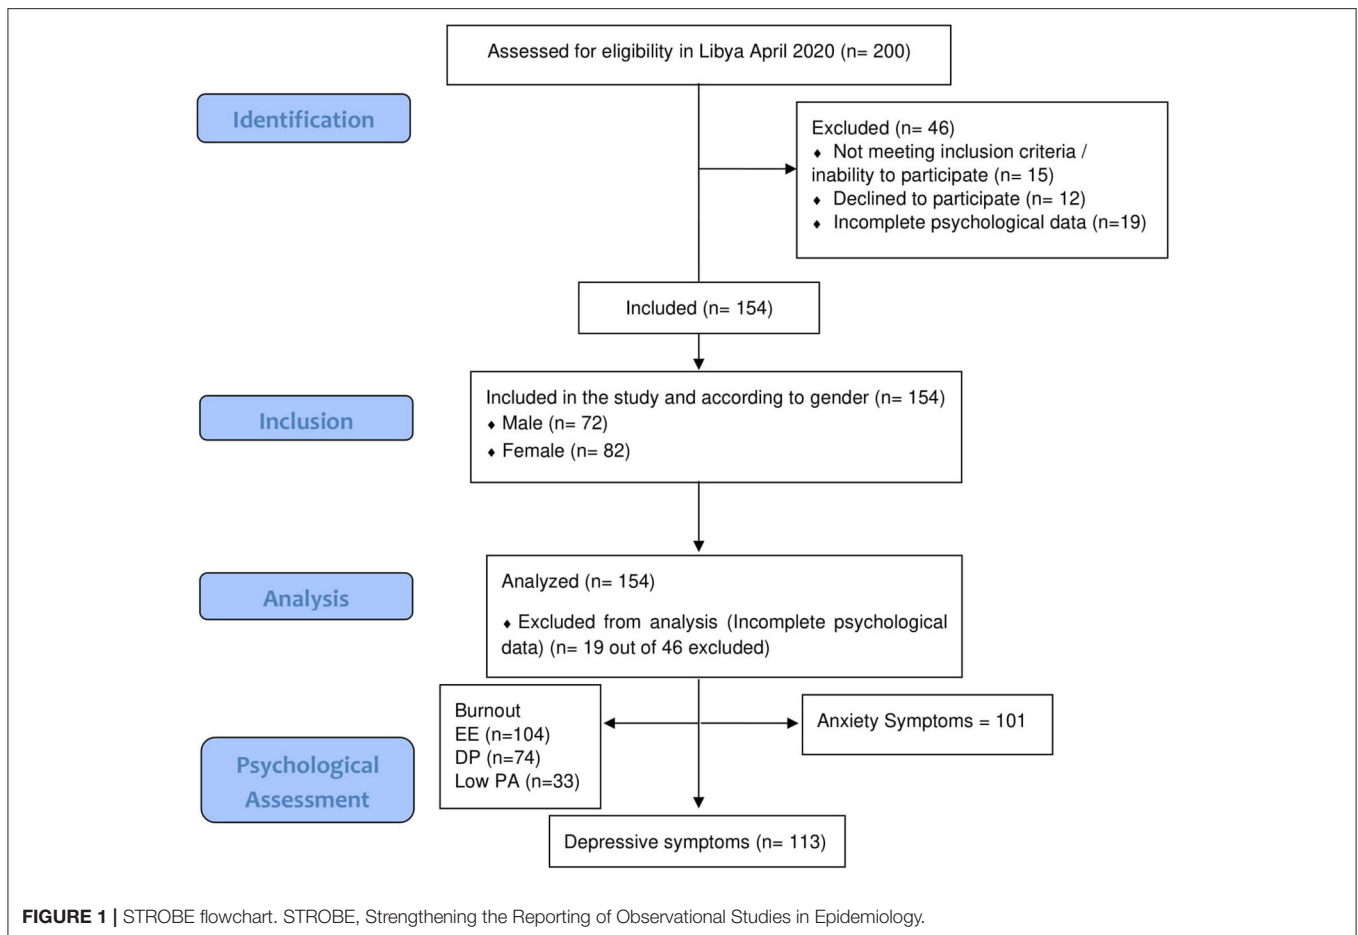 Assessed for eligibility in Libya April 2020 (n= 200)
Identification
Excluded (n= 46)
♦ Not meeting inclusion criteria /
inability to participate (n= 15)
♦ Declined to participate (n= 12)
♦ Incomplete psychological data (n=19)
Included (n= 154)
Inclusion
Included in the study and according to gender (n= 154)
♦ Male (n= 72)
♦ Female (n= 82)
Analysis
Analyzed (n= 154)
♦ Excluded from analysis (Incomplete psychological
data) (n= 19 out of 46 excluded)
Psychological
Assessment
Burnout
EE (n=104)
DP (n=74)
Low PA (n=33)
Anxiety Symptoms = 101
Depressive symptoms (n= 113)
FIGURE 1 | STROBE flowchart. STROBE, Strengthening the Reporting of Observational Studies in Epidemiology.